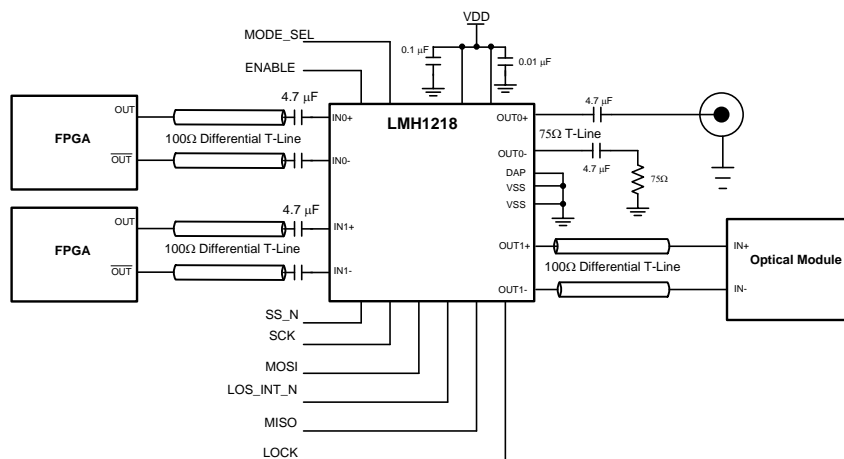 VDD
MODE_SEL
0.1 μF
0.01 μF
ENABLE
4.7 μF
4.7 μF
OUT
IN0+
LMH1218
OUT0+
FPGA
100Ω Differential T-Line
75Ω T-Line
OUT
IN0-
OUT0-
4.7 μF
DAP
75Ω
VSS
VSS
4.7 μF
OUT
IN1+
OUT1+
IN+
FPGA
100Ω Differential T-Line
100Ω Differential T-Line
Optical Module
OUT
IN1-
OUT1-
IN-
SS_N
SCK
MOSI
LOS_INT_N
MISO
LOCK